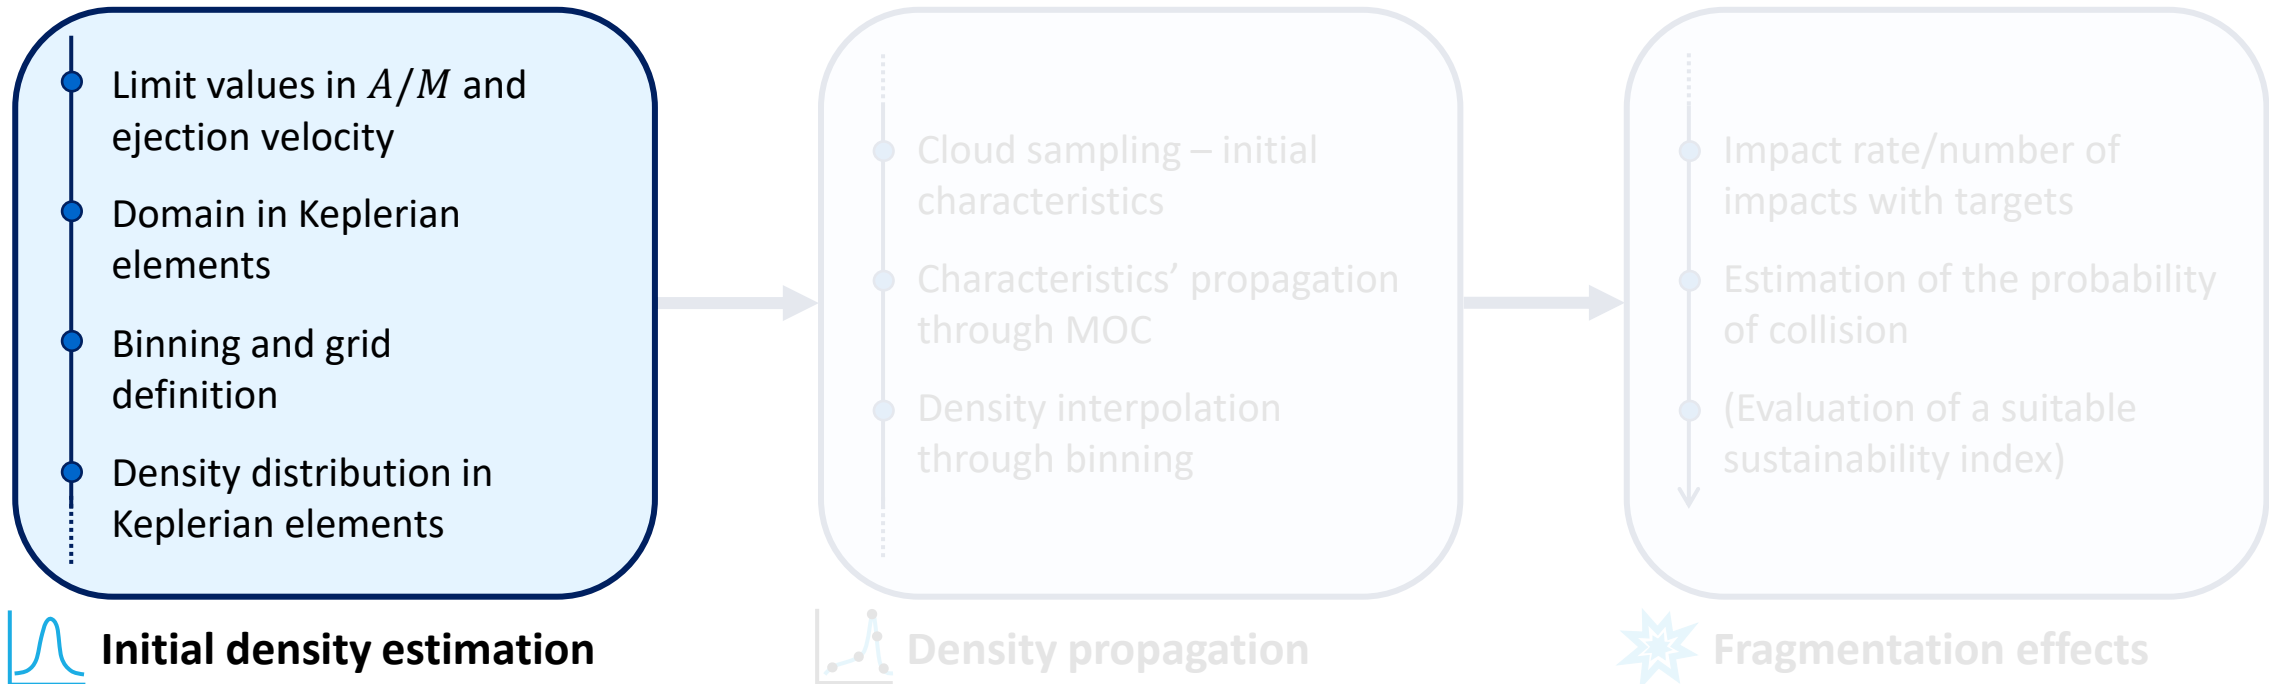 Limit values in A/M and
ejection velocity
Domain in Keplerian
elements
Binning and grid
definition
Density distribution in
Keplerian elements
Initial density estimation
Cloud sampling – initial
characteristics
Characteristics’ propagation
through MOC
Density interpolation
through binning
Density propagation
Impact rate/number of
impacts with targets
Estimation of the probability
of collision
(Evaluation of a suitable
sustainability index)
Fragmentation effects